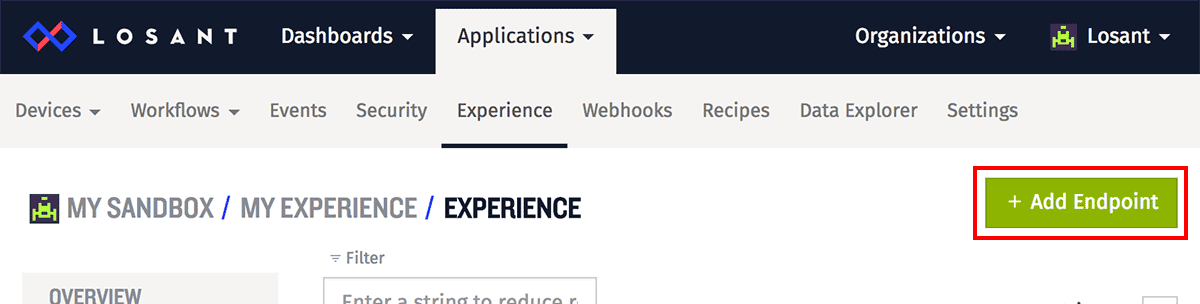 LOSANT Dashboards Applications Organizations Losant
Devices Workflows Events Security Experience Webhooks Recipes Data Explorer Settings
MY SANDBOX / MY EXPERIENCE / EXPERIENCE
+ Add Endpoint
Filter
OVERVIEW
Enter a string to reduce